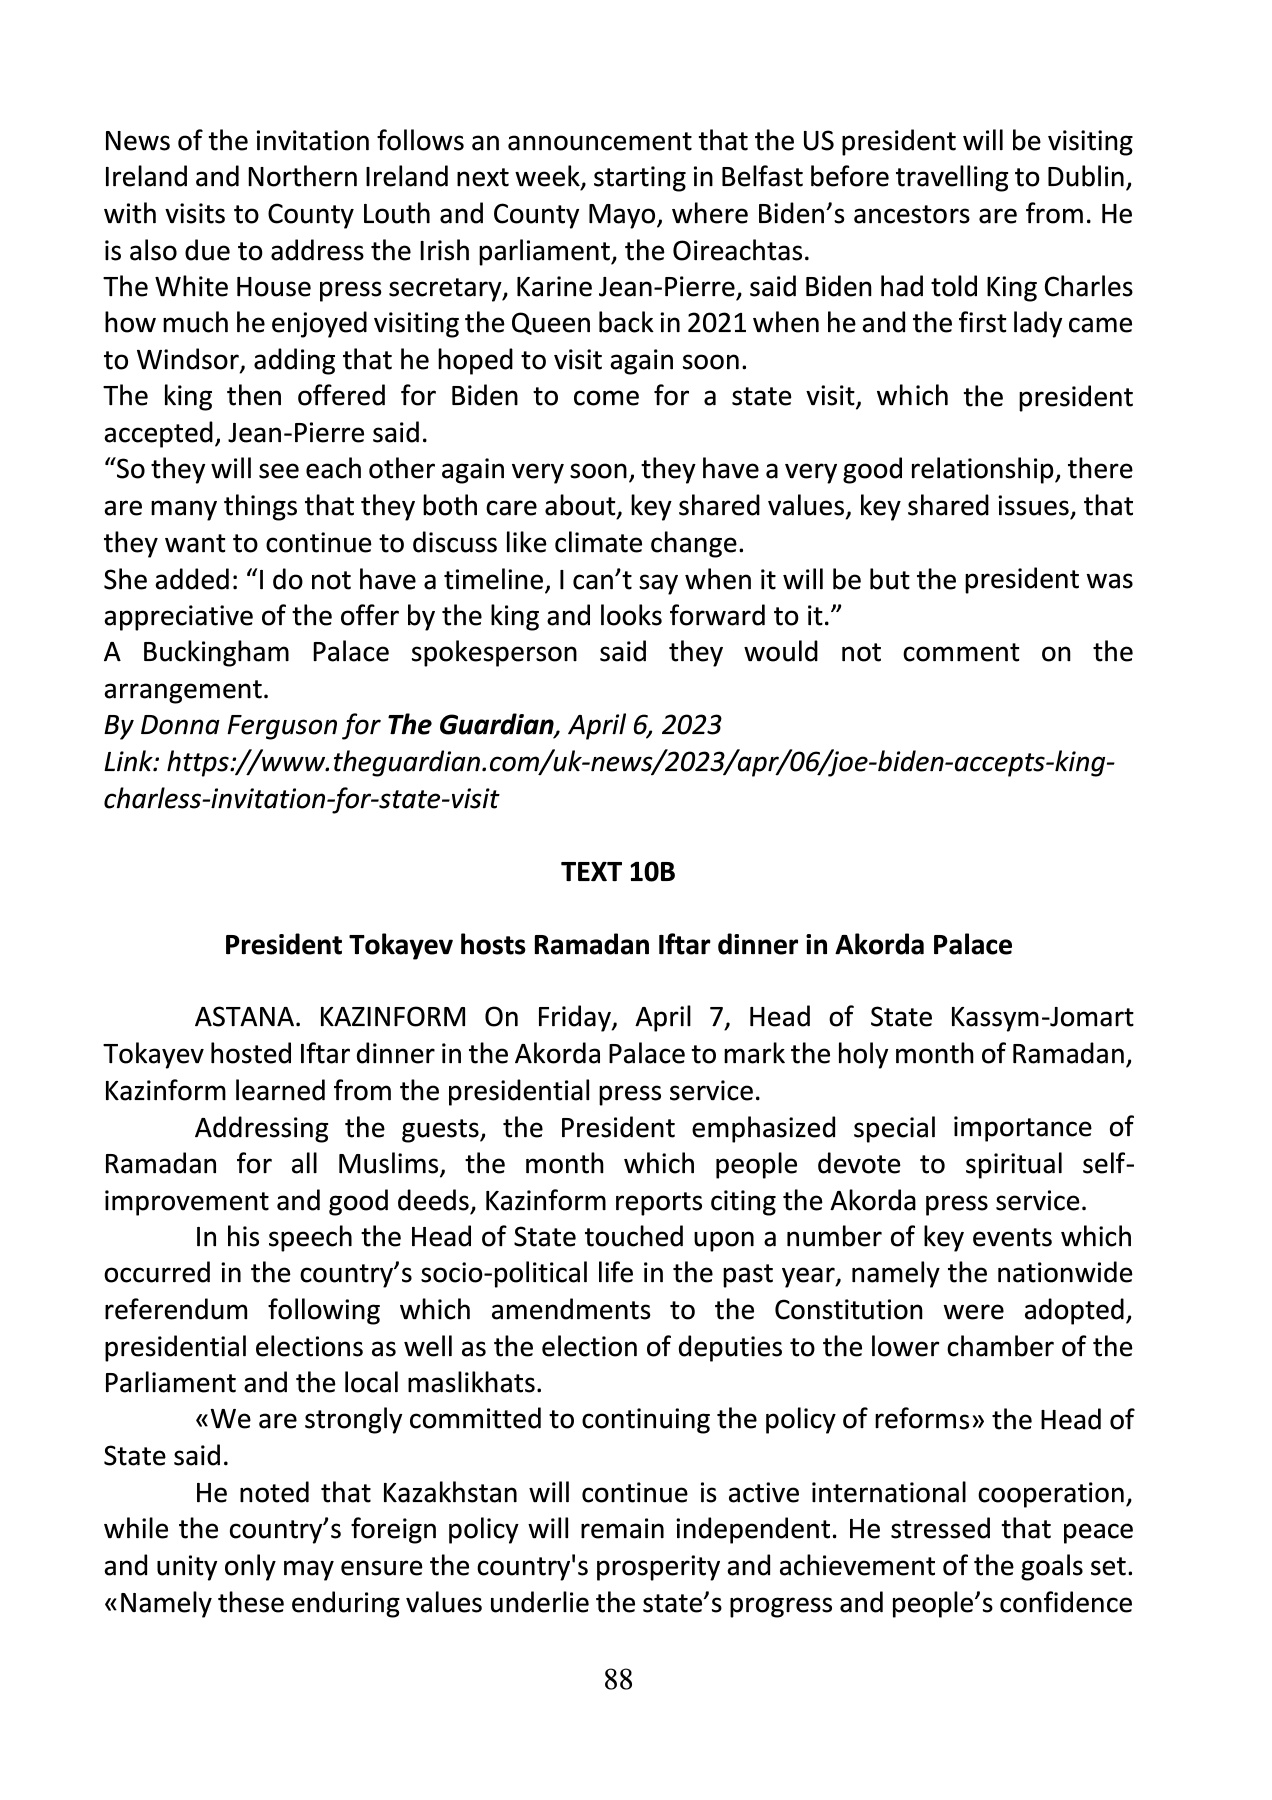 News of the invitation follows an announcement that the US president will be visiting
Ireland and Northern Ireland next week, starting in Belfast before travelling to Dublin,
with visits to County Louth and County Mayo, where Biden’s ancestors are from. He
is also due to address the Irish parliament, the Oireachtas.
The White House press secretary, Karine Jean-Pierre, said Biden had told King Charles
how much he enjoyed visiting the Queen back in 2021 when he and the first lady came
to Windsor, adding that he hoped to visit again soon.
The king then offered for Biden to come for a state visit, which the president
accepted, Jean-Pierre said.
“So they will see each other again very soon, they have a very good relationship, there
are many things that they both care about, key shared values, key shared issues, that
they want to continue to discuss like climate change.
She added: “I do not have a timeline, I can’t say when it will be but the president was
appreciative of the offer by the king and looks forward to it.”
A Buckingham Palace spokesperson said they would not comment on the
arrangement.
By Donna Ferguson for The Guardian, April 6, 2023
Link: https://www.theguardian.com/uk-news/2023/apr/06/joe-biden-accepts-king-
charless-invitation-for-state-visit
TEXT 10B
President Tokayev hosts Ramadan Iftar dinner in Akorda Palace
ASTANA. KAZINFORM On Friday, April 7, Head of State Kassym-Jomart
Tokayev hosted Iftar dinner in the Akorda Palace to mark the holy month of Ramadan,
Kazinform learned from the presidential press service.
Addressing the guests, the President emphasized special importance of
Ramadan for all Muslims, the month which people devote to spiritual self-
improvement and good deeds, Kazinform reports citing the Akorda press service.
In his speech the Head of State touched upon a number of key events which
occurred in the country’s socio-political life in the past year, namely the nationwide
referendum following which amendments to the Constitution were adopted,
presidential elections as well as the election of deputies to the lower chamber of the
Parliament and the local maslikhats.
«We are strongly committed to continuing the policy of reforms» the Head of
State said.
He noted that Kazakhstan will continue is active international cooperation,
while the country’s foreign policy will remain independent. He stressed that peace
and unity only may ensure the country's prosperity and achievement of the goals set.
«Namely these enduring values underlie the state’s progress and people’s confidence
88